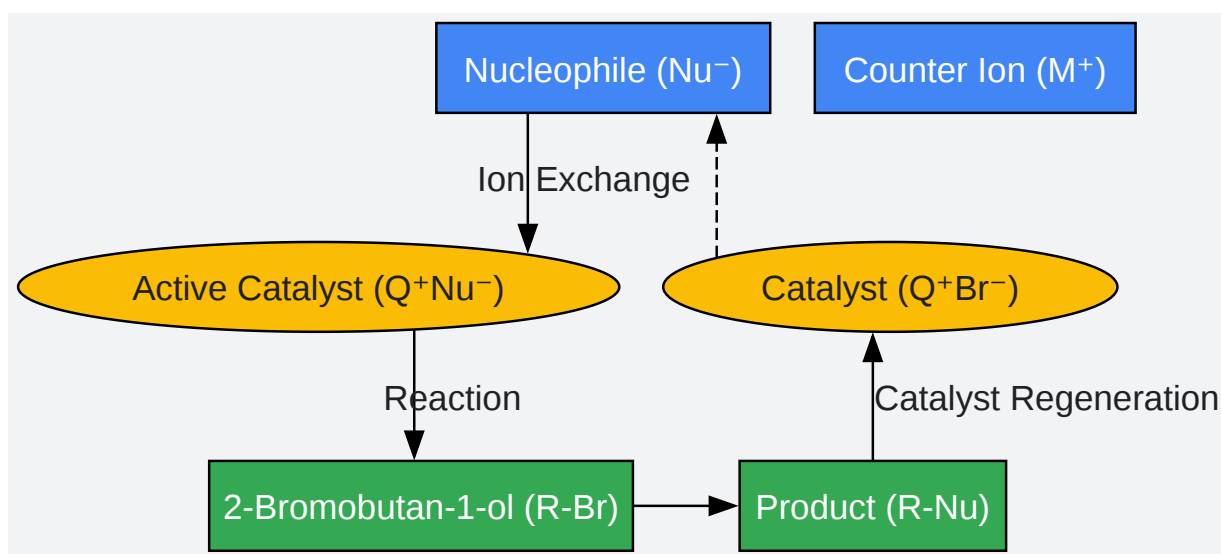 Nucleophile (Nu⁻)
Counter Ion (M⁺)
Ion Exchange
Active Catalyst (Q⁺Nu⁻)
Catalyst (Q⁺Br⁻)
Reaction
Catalyst Regeneration
2-Bromobutan-1-ol (R-Br)
Product (R-Nu)